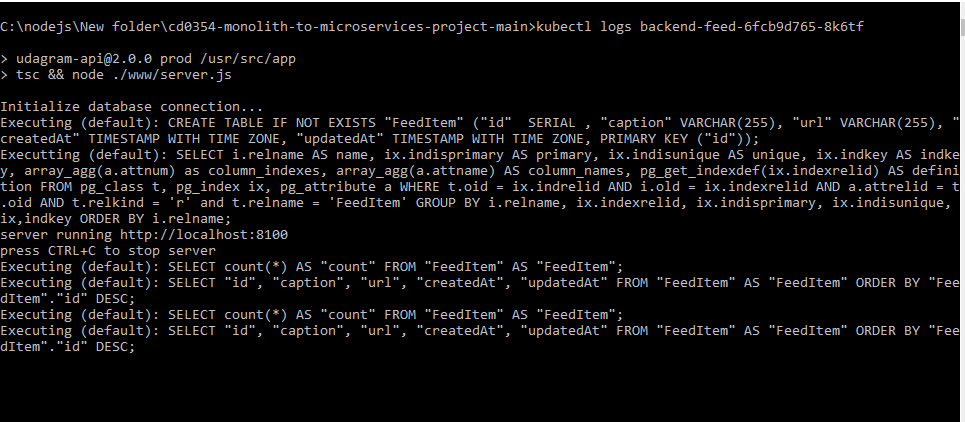 C:\nodejs\New folder\cd0354-monolith-to-microservices-project-main>kubectl logs backend-feed-6fcb9d765-8k6tf
> udagram-api@2.0.0 prod /usr/src/app
> tsc && node ./www/server.js
Initialize database connection...
Executing (default): CREATE TABLE IF NOT EXISTS "FeedItem" ("id"  SERIAL , "caption" VARCHAR(255), "url" VARCHAR(255), "
createdAt" TIMESTAMP WITH TIME ZONE, "updatedAt" TIMESTAMP WITH TIME ZONE, PRIMARY KEY ("id"));
Executting (default): SELECT i.relname AS name, ix.indisprimary AS primary, ix.indisunique AS unique, ix.indkey AS indke
y, array_agg(a.attnum) as column_indexes, array_agg(a.attname) AS column_names, pg_get_indexdef(ix.indexrelid) AS defini
tion FROM pg_class t, pg_index ix, pg_attribute a WHERE t.oid = ix.indrelid AND i.old = ix.indexrelid AND a.attrelid = t
.oid AND t.relkind = 'r' and t.relname = 'FeedItem' GROUP BY i.relname, ix.indexrelid, ix.indisprimary, ix.indisunique,
ix,indkey ORDER BY i.relname;
server running http://localhost:8100
press CTRL+C to stop server
Executing (default): SELECT count(*) AS "count" FROM "FeedItem" AS "FeedItem";
Executing (default): SELECT "id", "caption", "url", "createdAt", "updatedAt" FROM "FeedItem" AS "FeedItem" ORDER BY "Fee
dItem"."id" DESC;
Executing (default): SELECT count(*) AS "count" FROM "FeedItem" AS "FeedItem";
Executing (default): SELECT "id", "caption", "url", "createdAt", "updatedAt" FROM "FeedItem" AS "FeedItem" ORDER BY "Fee
dItem"."id" DESC;